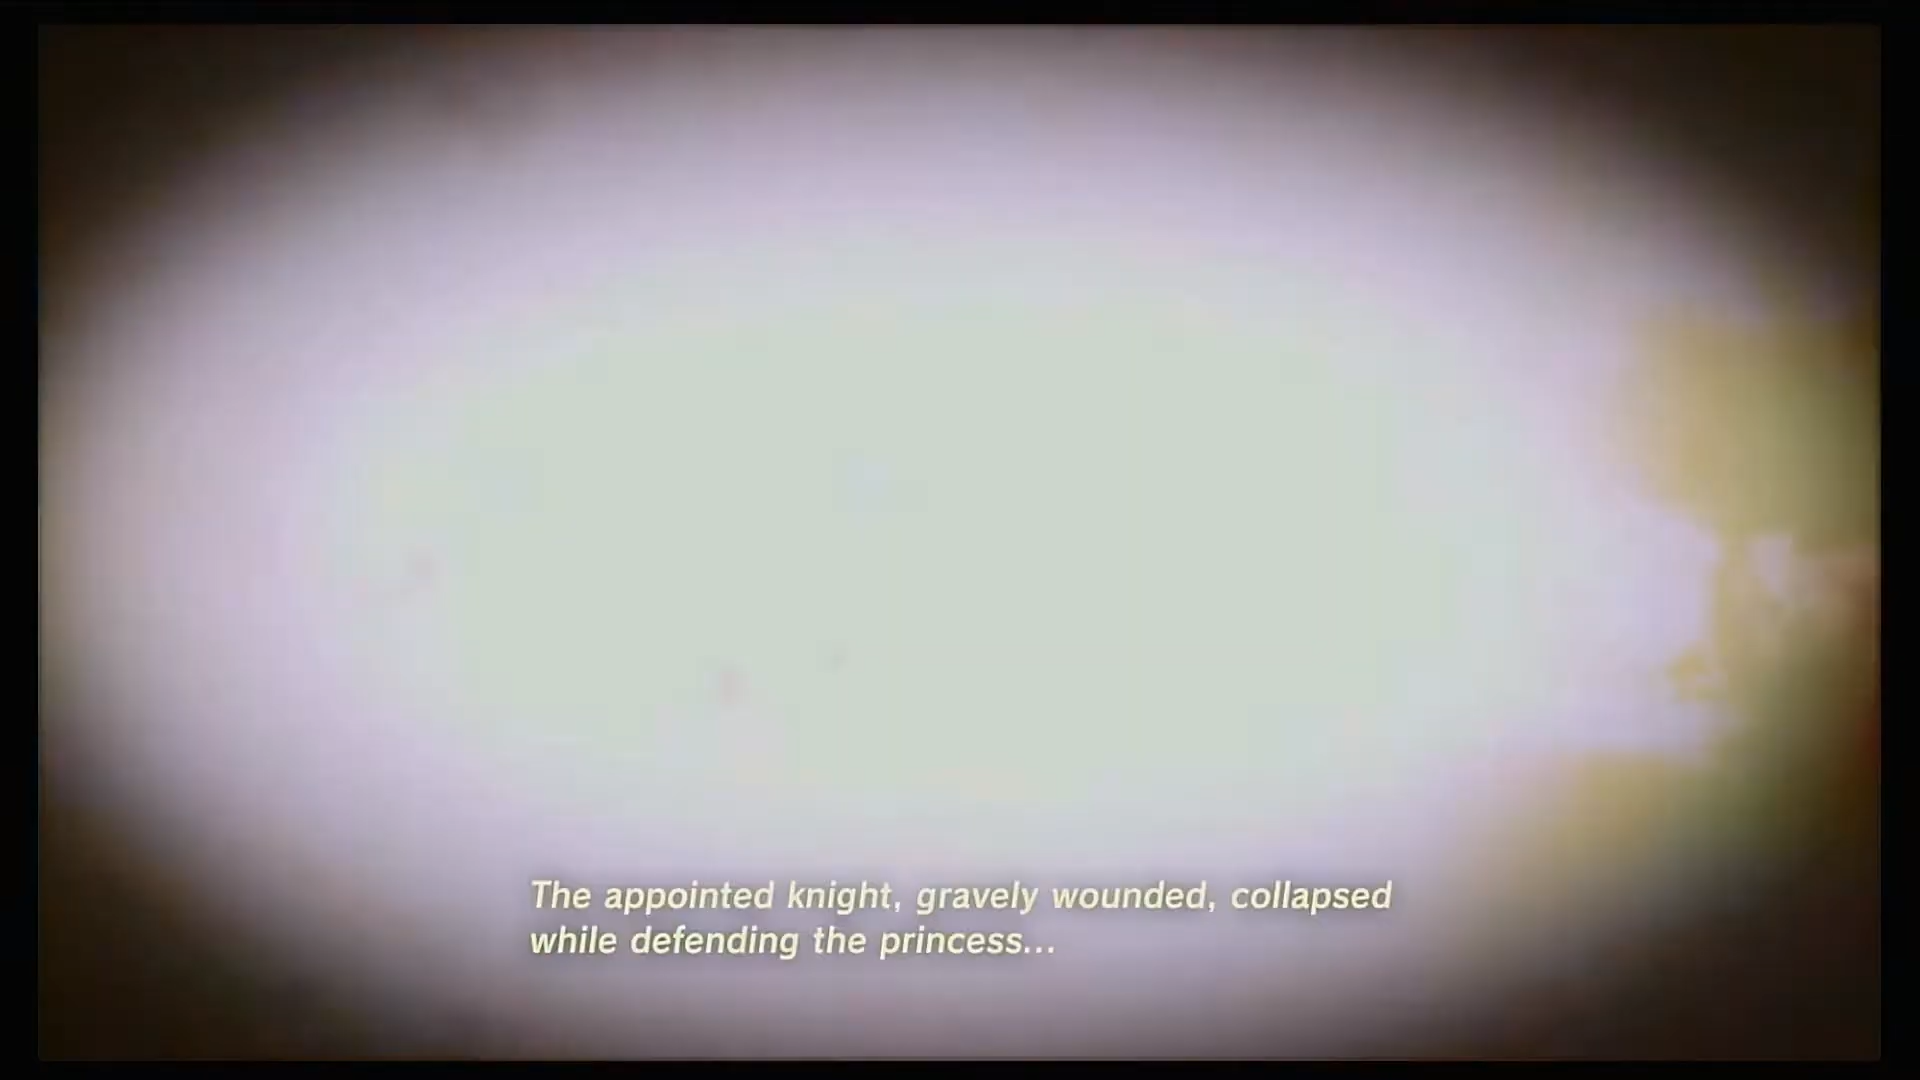 The appointed knight, gravely wounded, collapsed
while defending the princess...